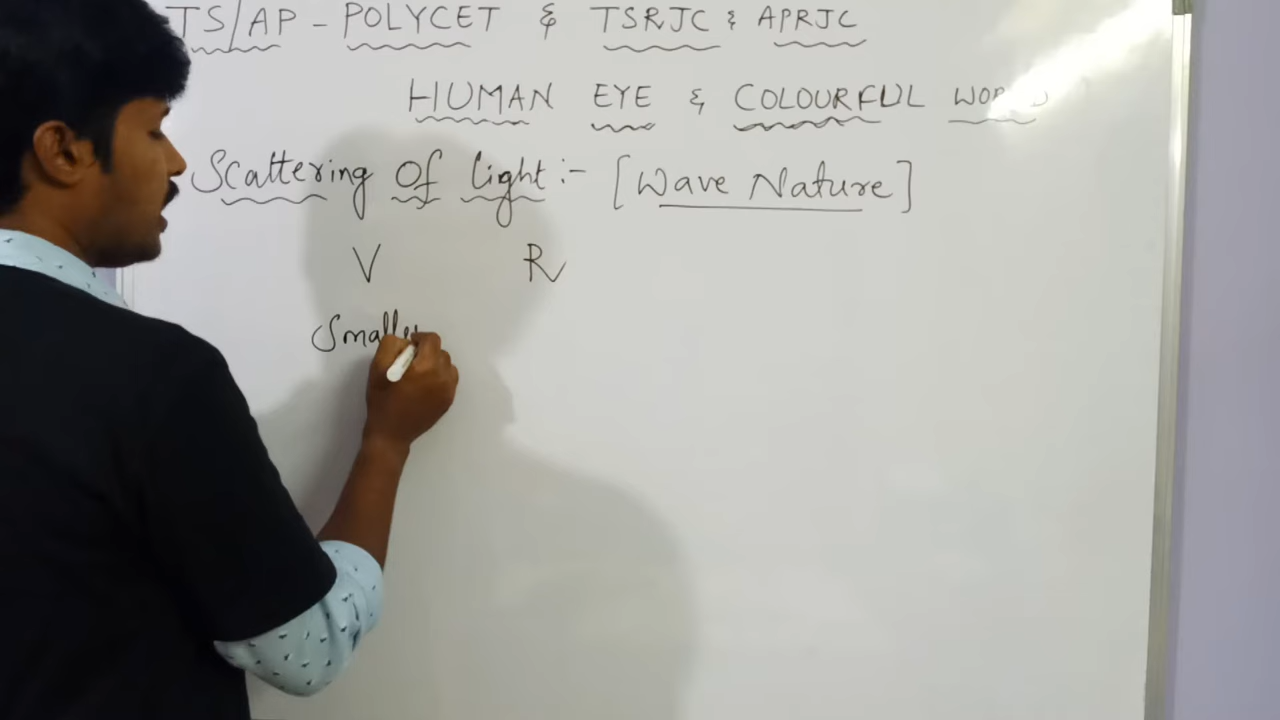 TS/AP - POLYCET & TSRJC & APRJC
HUMAN EYE & COLOURFUL
Scattering Of light :- [Wave Nature]
V R